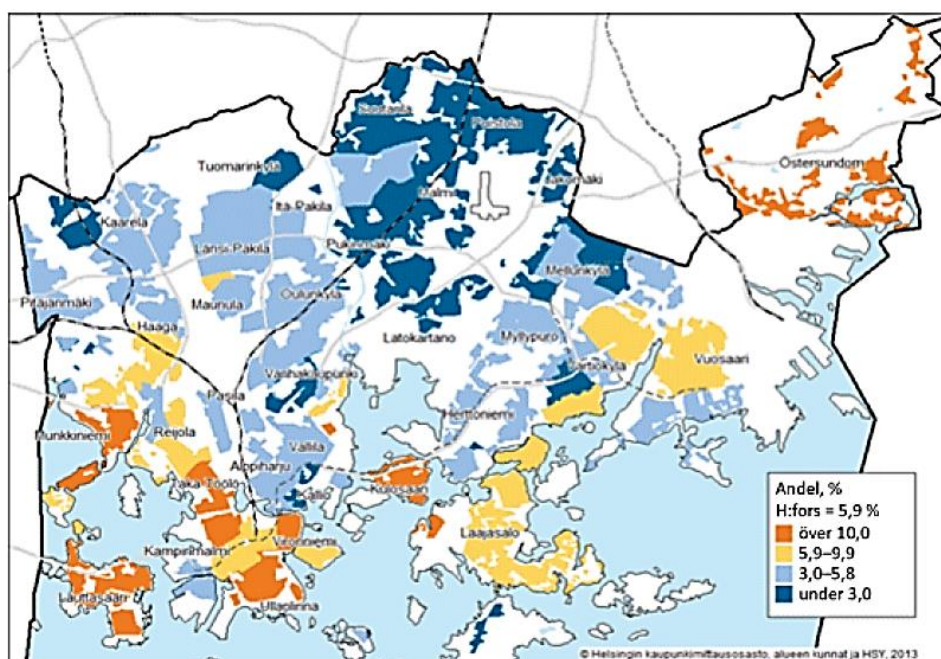 Suutarila
Puistola
Östersundom
Tuomarinkylä
Itä-Pakila
Malmi
Jakomäki
Kaarela
Länsi-Pakila
Pukinmäki
Mellunkylä
Pitäjänmäki
Maunula
Oulunkylä
Haaga
Latokartano
Myllypuro
Vartiokylä
Vuosaari
Vanhakaupunki
Pasila
Herttoniemi
Munkkiniemi
Reijola
Vallila
Alppiharju
Taka-Töölö
Kallio
Kulosaari
Kampinmalmi
Vironniemi
Laajasalo
Lauttasaari
Ullanlinna
Andel, %
H:fors = 5,9 %
över 10,0
5,9–9,9
3,0–5,8
under 3,0
© Helsingin kaupunkimittausosasto, alueen kunnat ja HSY, 2013